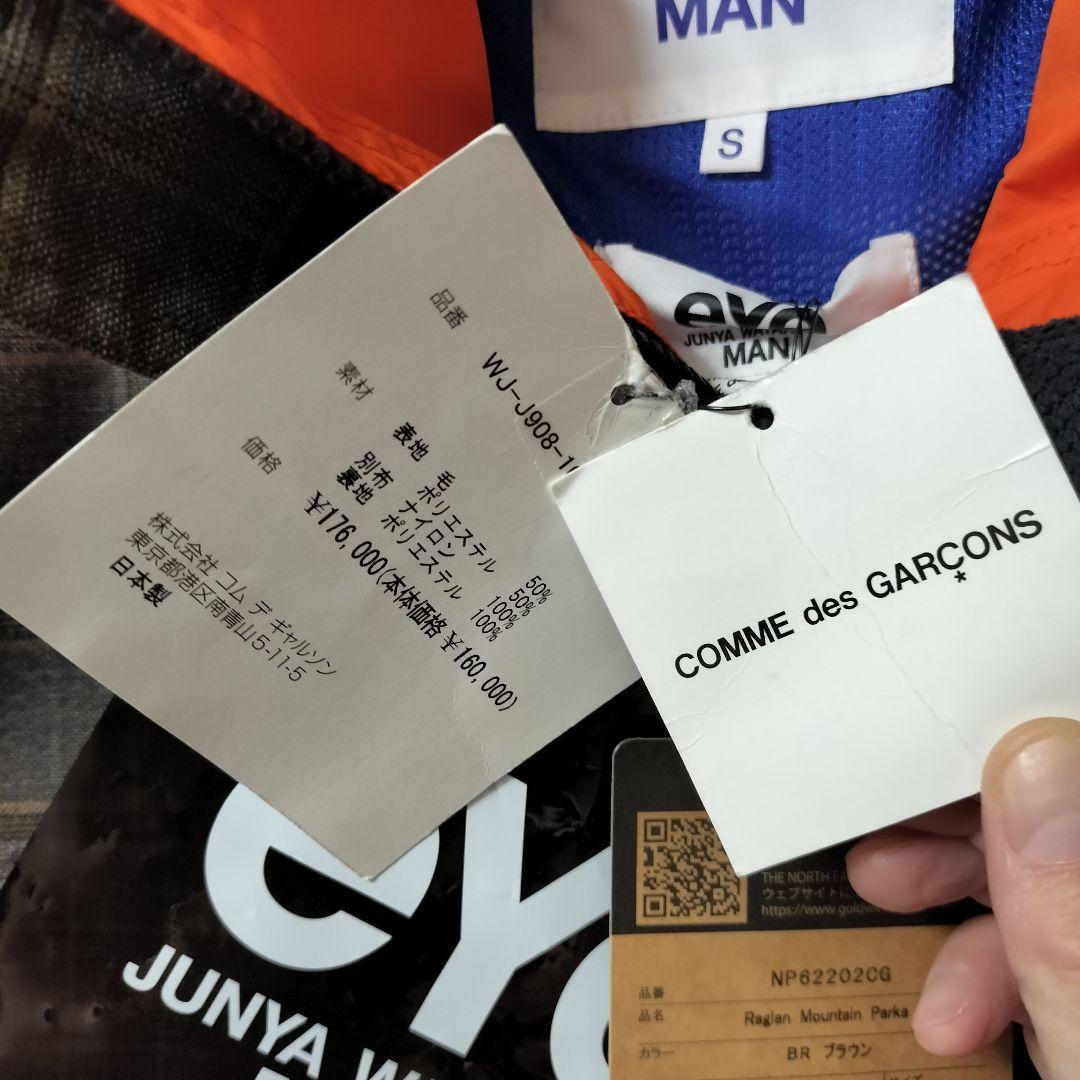 MAN
S
eye
JUNYA WATCH
MAN
品番 WJ-J908-1
素材 表地 毛 50%
ポリエステル 50%
別布 ナイロン 100%
裏地 ポリエステル 100%
価格 ¥176,000(本体価格 ¥160,000)
株式会社 コム デ ギャルソン
東京都港区南青山5-11-5
日本製
COMME des GARÇONS
eye
JUNYA W
THE NORTH FA
ウェブサイトに
https://www.goldwin
品番 NP62202CG
品名 Raglan Mountain Parka
カラー BR ブラウン
サイズ